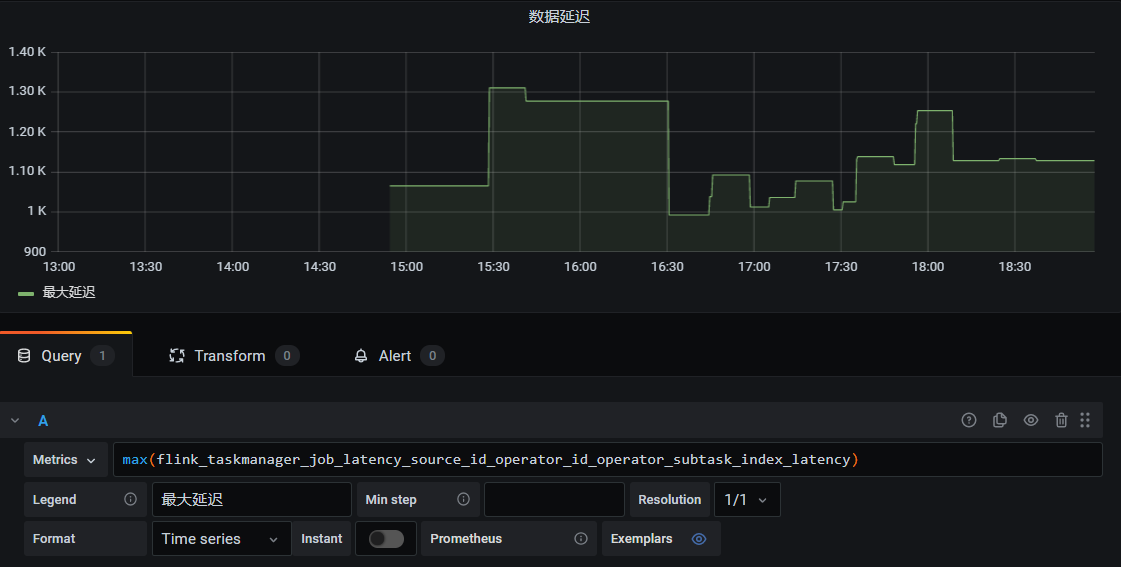 数据延迟
1.40 K
1.30 K
1.20 K
1.10 K
1 K
900
13:00 13:30 14:00 14:30 15:00 15:30 16:00 16:30 17:00 17:30 18:00 18:30
最大延迟
Query 1 Transform 0 Alert 0
A
Metrics max(flink_taskmanager_job_latency_source_id_operator_id_operator_subtask_index_latency)
Legend 最大延迟 Min step Resolution 1/1
Format Time series Instant Prometheus Exemplars